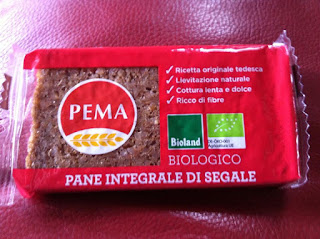 ✓ Ricetta originale tedesca
✓ Lievitazione naturale
✓ Cottura lenta e dolce
✓ Ricco di fibre
PEMA
Bioland
BIOLOGICO
PANE INTEGRALE DI SEGALE